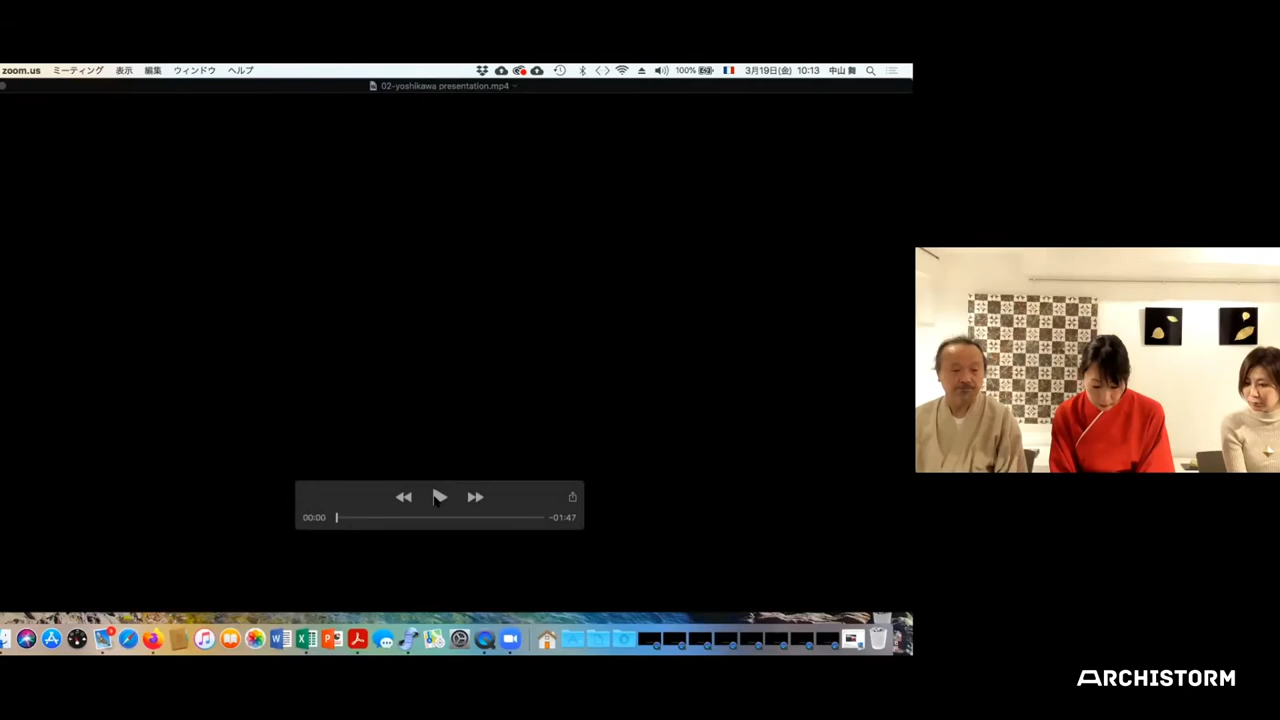 zoom.us ミーティング 表示 編集 ウィンドウ ヘルプ 100% 3月19日(金) 10:13 中山 舞
02-yoshikawa presentation.mp4
00:00 -01:47
ARCHISTORM